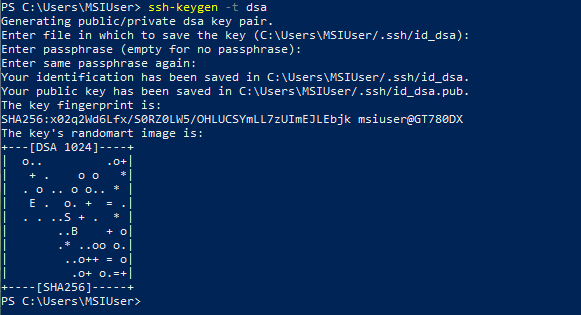 PS C:\Users\MSIUser> ssh-keygen -t dsa
Generating public/private dsa key pair.
Enter file in which to save the key (C:\Users\MSIUser/.ssh/id_dsa):
Enter passphrase (empty for no passphrase):
Enter same passphrase again:
Your identification has been saved in C:\Users\MSIUser/.ssh/id_dsa.
Your public key has been saved in C:\Users\MSIUser/.ssh/id_dsa.pub.
The key fingerprint is:
SHA256:x02q2Wd6Lfx/S0RZ0LW5/OHLUCSYmLL7zUImEJLEbjk msiuser@GT780DX
The key's randomart image is:
+---[DSA 1024]----+
|  o..        .o+|
|   + .    o o   *|
|  . o .. o o.. * |
|   E .  o. +  = .|
|  . . ..S + .  * |
|       ..B    + o|
|       .* ..oo o.|
|        ..o++ = o|
|         .o+ o.=+|
+----[SHA256]-----+
PS C:\Users\MSIUser>